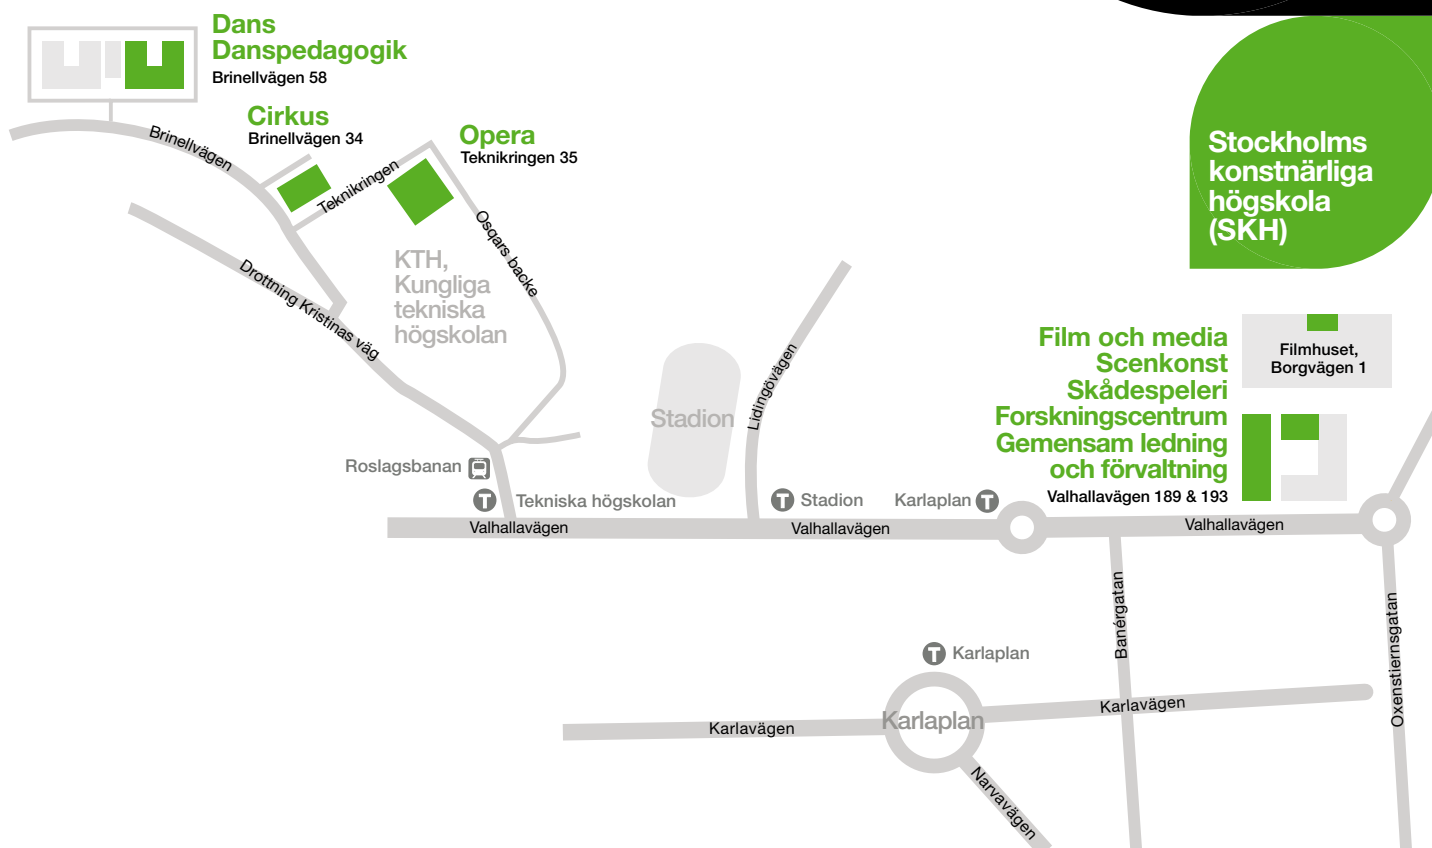 Dans
Danspedagogik
Brinellvägen 58
Cirkus
Brinellvägen 34
Opera
Teknikringen 35
Stockholms
konstnärliga
högskola
(SKH)
Brinellvägen
Teknikringen
Osqars backe
Drottning Kristinas väg
KTH,
Kungliga
tekniska
högskolan
Film och media
Scenkonst
Skådespeleri
Forskningscentrum
Gemensam ledning
och förvaltning
Valhallavägen 189 & 193
Filmhuset,
Borgvägen 1
Stadion
Lidingövägen
Roslagsbanan
T Tekniska högskolan
T Stadion
Karlaplan T
Valhallavägen
Valhallavägen
Valhallavägen
Banérgatan
Oxenstiernsgatan
T Karlaplan
Karlaplan
Karlavägen
Karlavägen
Narvavägen